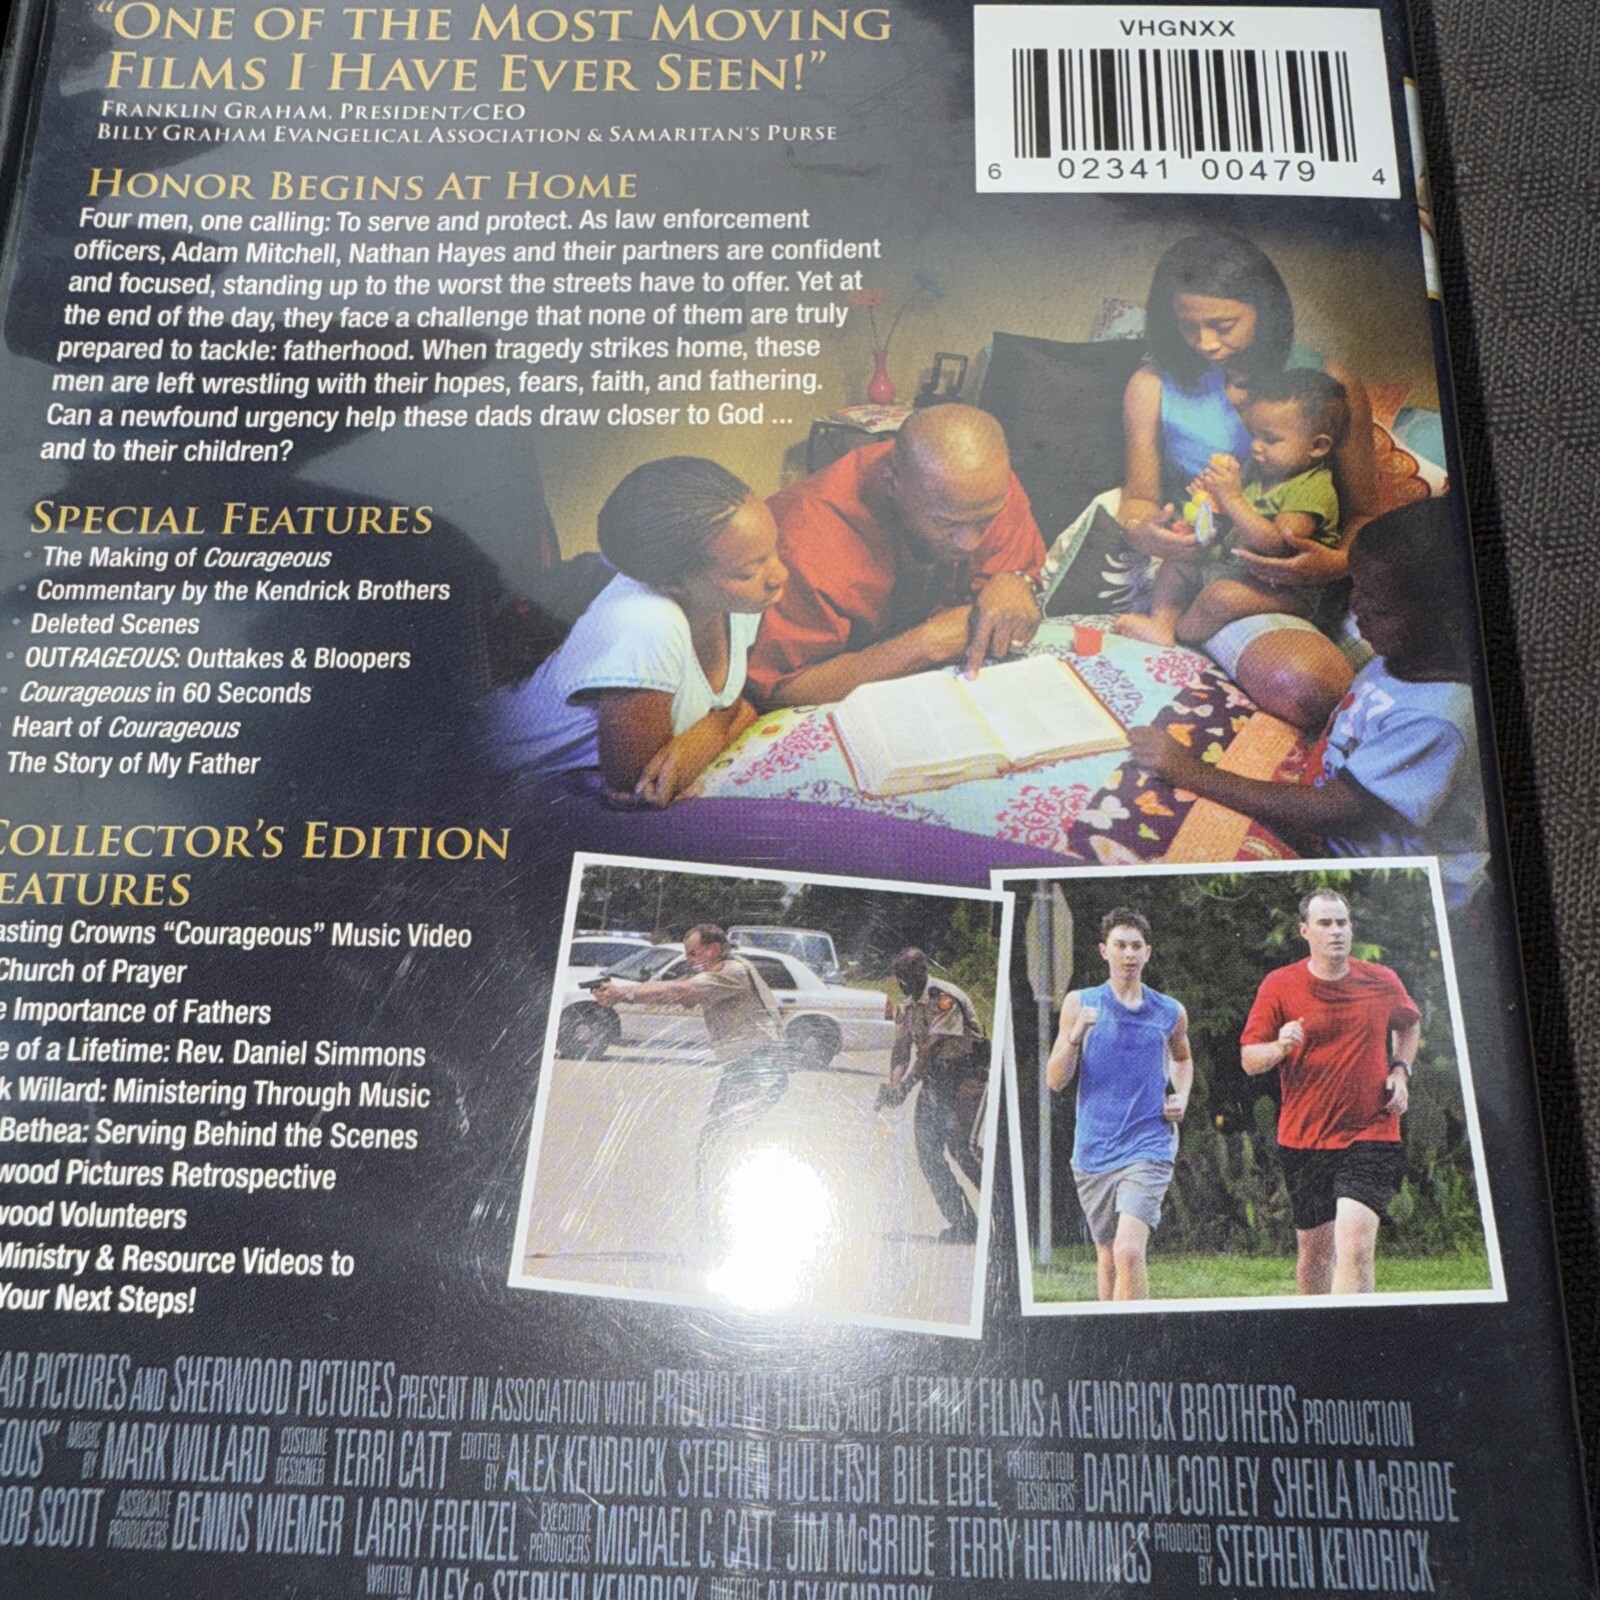 “ONE OF THE MOST MOVING
FILMS I HAVE EVER SEEN!”
FRANKLIN GRAHAM, PRESIDENT/CEO
BILLY GRAHAM EVANGELICAL ASSOCIATION & SAMARITAN'S PURSE
VHGNXX
6 02341 00479 4
HONOR BEGINS AT HOME
Four men, one calling: To serve and protect. As law enforcement
officers, Adam Mitchell, Nathan Hayes and their partners are confident
and focused, standing up to the worst the streets have to offer. Yet at
the end of the day, they face a challenge that none of them are truly
prepared to tackle: fatherhood. When tragedy strikes home, these
men are left wrestling with their hopes, fears, faith, and fathering.
Can a newfound urgency help these dads draw closer to God ...
and to their children?
SPECIAL FEATURES
• The Making of Courageous
• Commentary by the Kendrick Brothers
• Deleted Scenes
• OUTRAGEOUS: Outtakes & Bloopers
• Courageous in 60 Seconds
Heart of Courageous
The Story of My Father
COLLECTOR'S EDITION
EATURES
asting Crowns “Courageous” Music Video
Church of Prayer
e Importance of Fathers
e of a Lifetime: Rev. Daniel Simmons
k Willard: Ministering Through Music
Bethea: Serving Behind the Scenes
wood Pictures Retrospective
wood Volunteers
Ministry & Resource Videos to
Your Next Steps!
AR PICTURES AND SHERWOOD PICTURES PRESENT IN ASSOCIATION WITH PROVIDENT FILMS AND AFFIRM FILMS A KENDRICK BROTHERS PRODUCTION
EOUS” MUSIC BY MARK WILLARD COSTUME DESIGNER TERRI CATT EDITED BY ALEX KENDRICK STEPHEN HULLFISH BILL EBEL PRODUCTION DESIGNERS DARIAN CORLEY SHEILA McBRIDE
OB SCOTT ASSOCIATE PRODUCERS DENNIS WIEMER LARRY FRENZEL EXECUTIVE PRODUCERS MICHAEL C. CATT JIM McBRIDE TERRY HEMMINGS PRODUCED BY STEPHEN KENDRICK
WRITTEN ALEX & STEPHEN KENDRICK DIRECTED ALEX KENDRICK